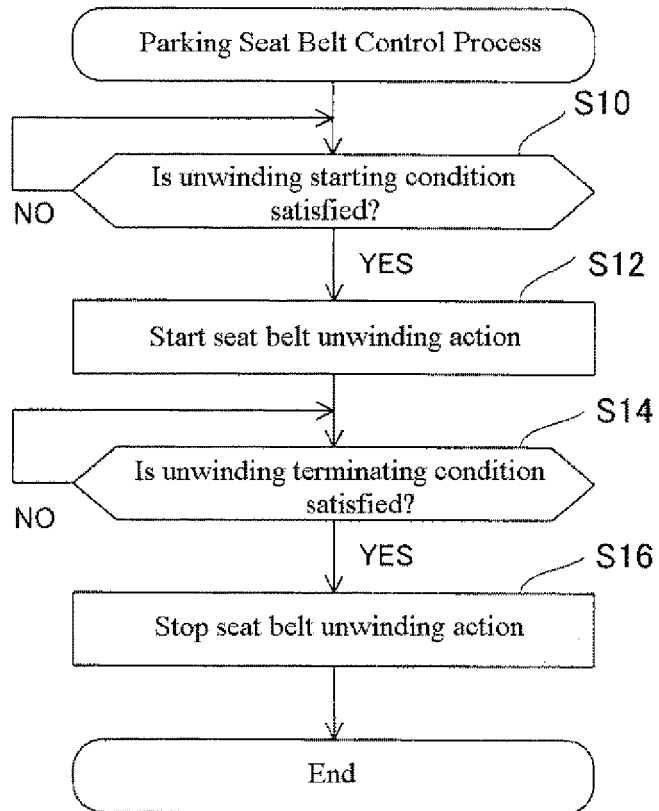 Parking Seat Belt Control Process
S10
Is unwinding starting condition
satisfied?
NO
YES
S12
Start seat belt unwinding action
S14
Is unwinding terminating condition
satisfied?
NO
YES
S16
Stop seat belt unwinding action
End